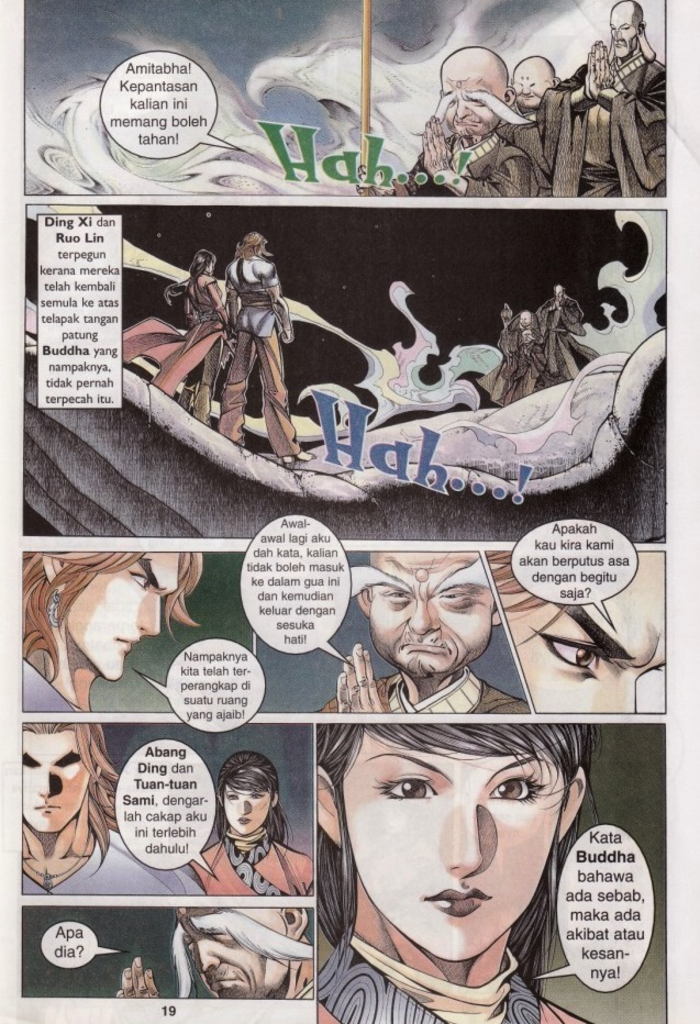 Amitabha!
Kepantasan
kalian ini
memang boleh
tahan!
Hah....!
Ding Xi dan
Ruo Lin
terpegun
kerana mereka
telah kembali
semula ke atas
telapak tangan
patung
Buddha yang
nampaknya,
tidak pernah
terpecah itu.
Hah....!
Nampaknya
kita telah ter-
perangkap di
suatu ruang
yang ajaib!
Awal-
awal lagi aku
dah kata, kalian
tidak boleh masuk
ke dalam gua ini
dan kemudian
keluar dengan
sesuka
hati!
Apakah
kau kira kami
akan berputus asa
dengan begitu
saja?
Abang
Ding dan
Tuan-tuan
Sami, dengar-
lah cakap aku
ini terlebih
dahulu!
Apa
dia?
Kata
Buddha
bahawa
ada sebab,
maka ada
akibat atau
kesan-
nya!
19